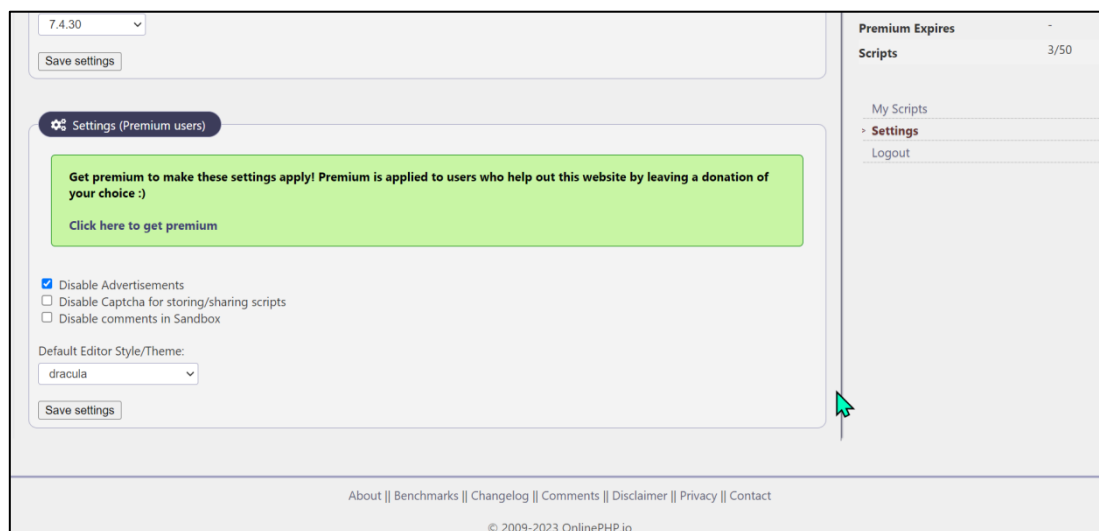 7.4.30
Save settings
Settings (Premium users)
Get premium to make these settings apply! Premium is applied to users who help out this website by leaving a donation of
your choice :)
Click here to get premium
Disable Advertisements
Disable Captcha for storing/sharing scripts
Disable comments in Sandbox
Default Editor Style/Theme:
dracula
Save settings
Premium Expires -
Scripts 3/50
My Scripts
Settings
Logout
About || Benchmarks || Changelog || Comments || Disclaimer || Privacy || Contact
© 2009-2023 OnlinePHP.io